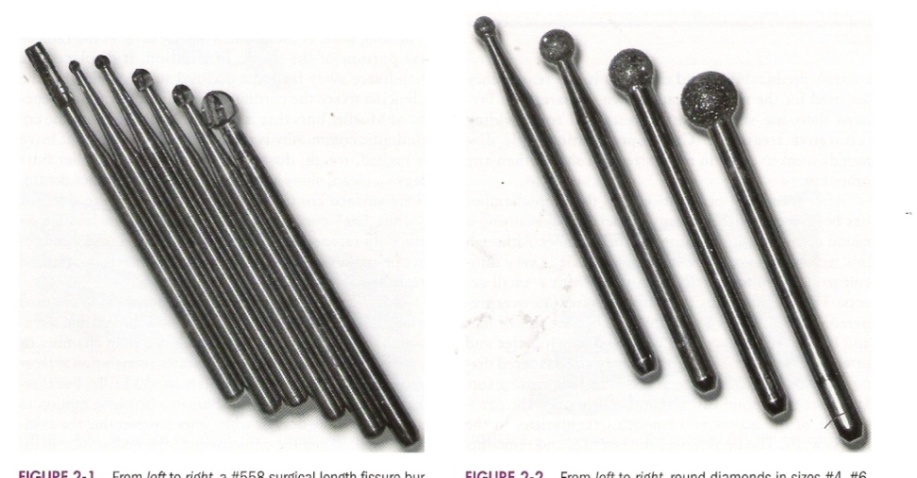 FIGURE 2-1 From left to right, a #558 surgical length fissure bur
FIGURE 2-2 From left to right, round diamonds in sizes #4, #6,